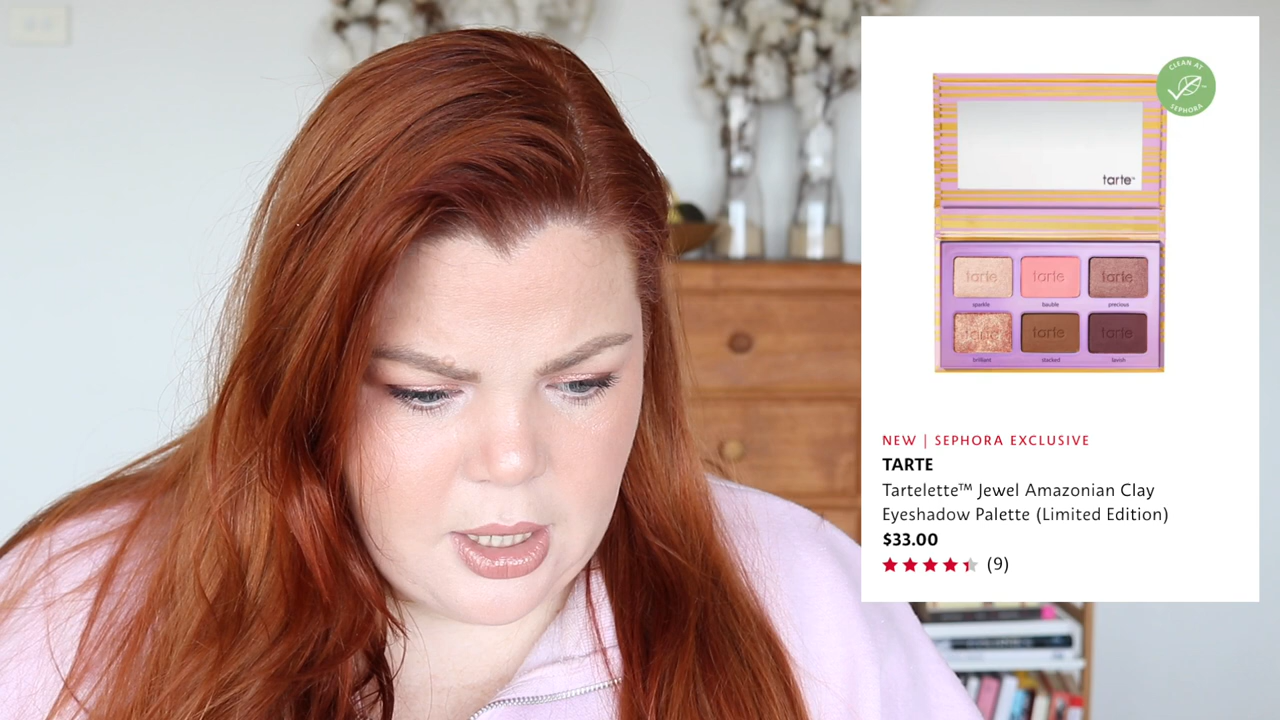 CLEAN AT
SEPHORA
tarte™
tarte tarte tarte
sparkle bauble precious
tarte tarte tarte
brilliant stacked lavish
NEW | SEPHORA EXCLUSIVE
TARTE
Tartelette™ Jewel Amazonian Clay
Eyeshadow Palette (Limited Edition)
$33.00
(9)